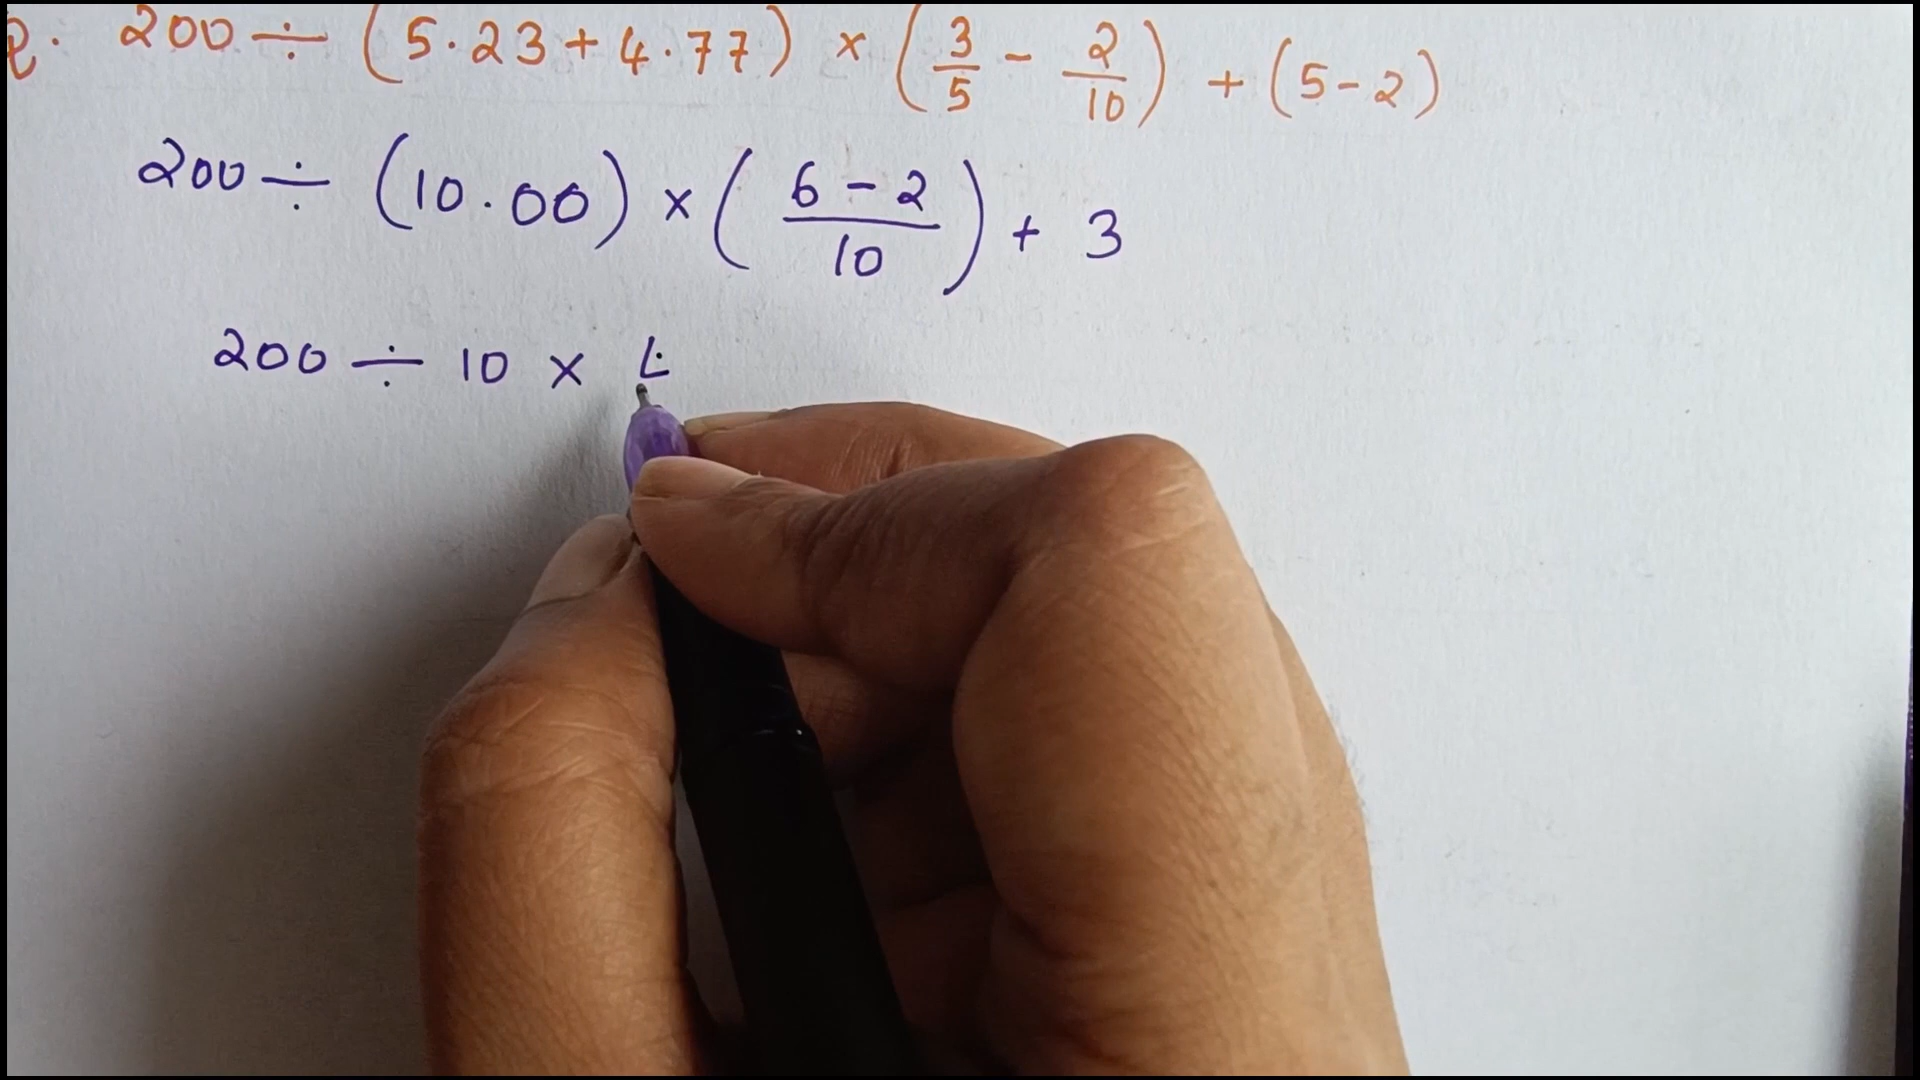 Q. 200 ÷ (5.23 + 4.77) × (3/5 - 2/10) + (5 - 2)
200 ÷ (10.00) × ((6 - 2)/10) + 3
200 ÷ 10 ×